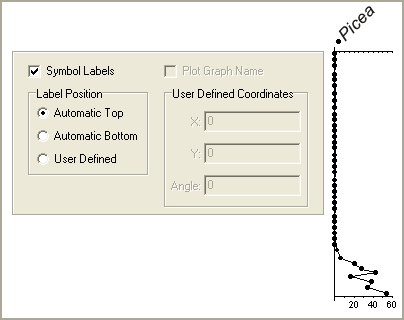 Picea
Symbol Labels
Plot Graph Name
Label Position
User Defined Coordinates
Automatic Top
X: 0
Automatic Bottom
Y: 0
User Defined
Angle: 0
20 40 60